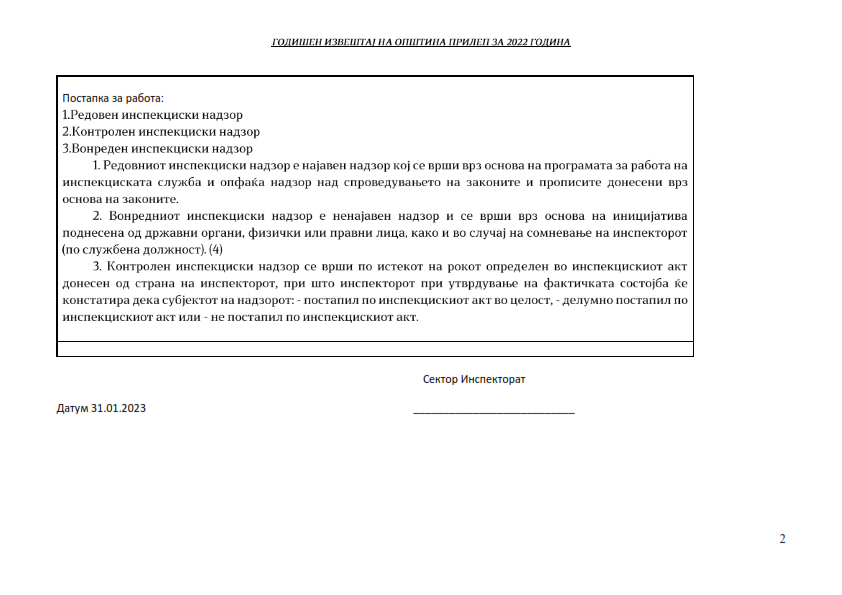 ГОДИШЕН ИЗВЕШТАЈ НА ОПШТИНА ПРИЛЕП ЗА 2022 ГОДИНА
Постапка за работа:
1.Редовен инспекциски надзор
2.Контролен инспекциски надзор
3.Вонреден инспекциски надзор
1. Редовниот инспекциски надзор е најавен надзор кој се врши врз основа на програмата за работа на
инспекциската служба и опфаќа надзор над спроведувањето на законите и прописите донесени врз
основа на законите.
2. Вонредниот инспекциски надзор е ненајавен надзор и се врши врз основа на иницијатива
поднесена од државни органи, физички или правни лица, како и во случај на сомневање на инспекторот
(по службена должност). (4)
3. Контролен инспекциски надзор се врши по истекот на рокот определен во инспекцискиот акт
донесен од страна на инспекторот, при што инспекторот при утврдување на фактичката состојба ќе
констатира дека субјектот на надзорот: - постапил по инспекцискиот акт во целост, - делумно постапил по
инспекцискиот акт или - не постапил по инспекцискиот акт.
Сектор Инспекторат
Датум 31.01.2023 ___________________________
2